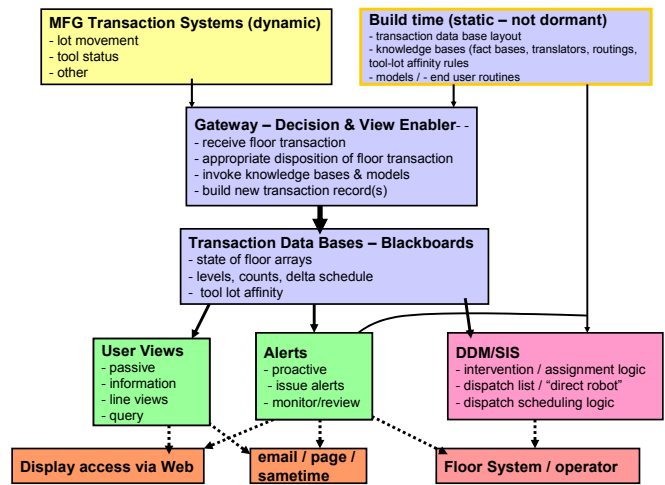 MFG Transaction Systems (dynamic)
- lot movement
- tool status
- other
Build time (static – not dormant)
- transaction data base layout
- knowledge bases (fact bases, translators, routings,
tool-lot affinity rules
- models / - end user routines
Gateway – Decision & View Enabler- -
- receive floor transaction
- appropriate disposition of floor transaction
- invoke knowledge bases & models
- build new transaction record(s)
Transaction Data Bases – Blackboards
- state of floor arrays
- levels, counts, delta schedule
- tool lot affinity
User Views
- passive
- information
- line views
- query
Alerts
- proactive
- issue alerts
- monitor/review
DDM/SIS
- intervention / assignment logic
- dispatch list / “direct robot”
- dispatch scheduling logic
Display access via Web
email / page /
sametime
Floor System / operator